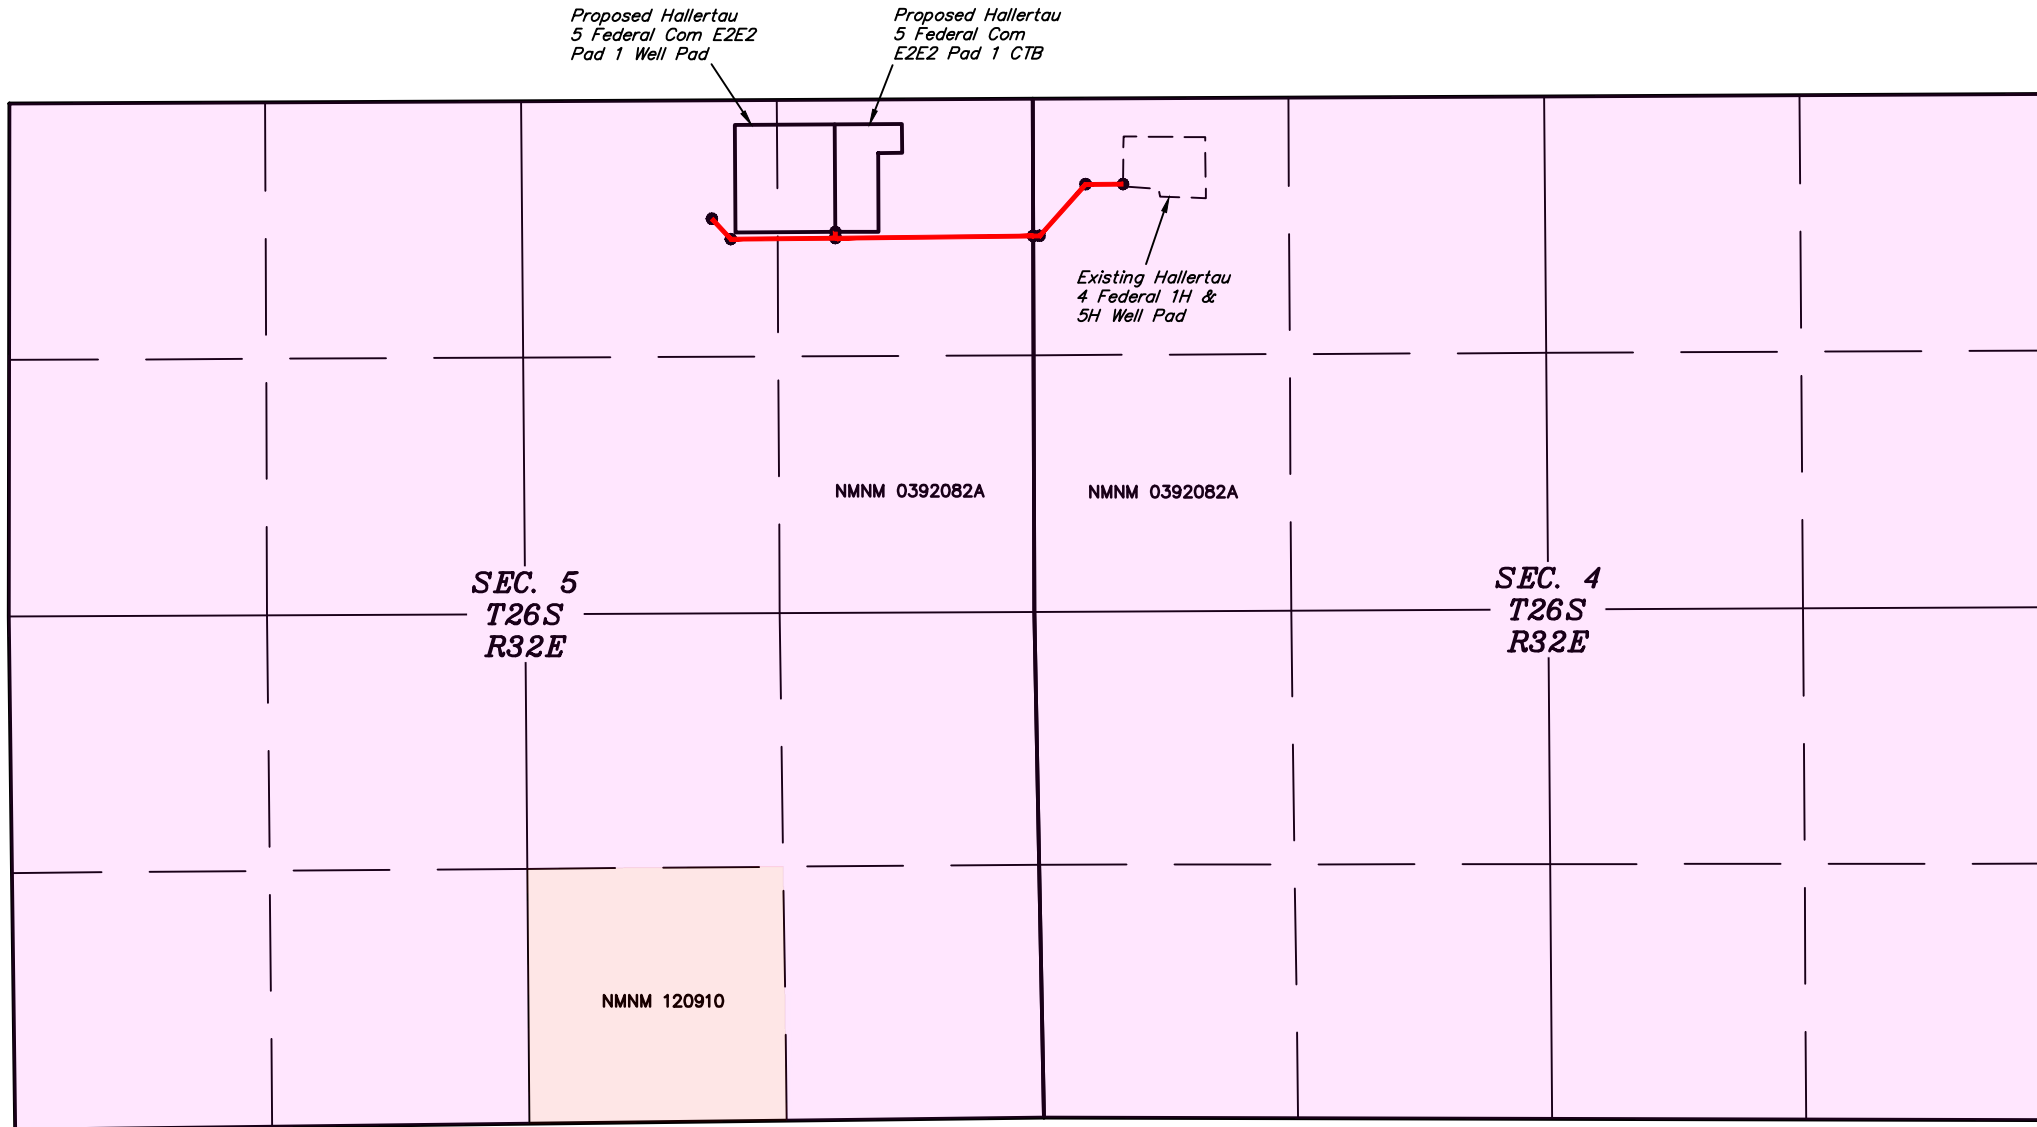 Proposed Hallertau
5 Federal Com E2E2
Pad 1 Well Pad
Proposed Hallertau
5 Federal Com
E2E2 Pad 1 CTB
Existing Hallertau
4 Federal 1H &
5H Well Pad
NMNM 0392082A
NMNM 0392082A
SEC. 5
T26S
R32E
SEC. 4
T26S
R32E
NMNM 120910